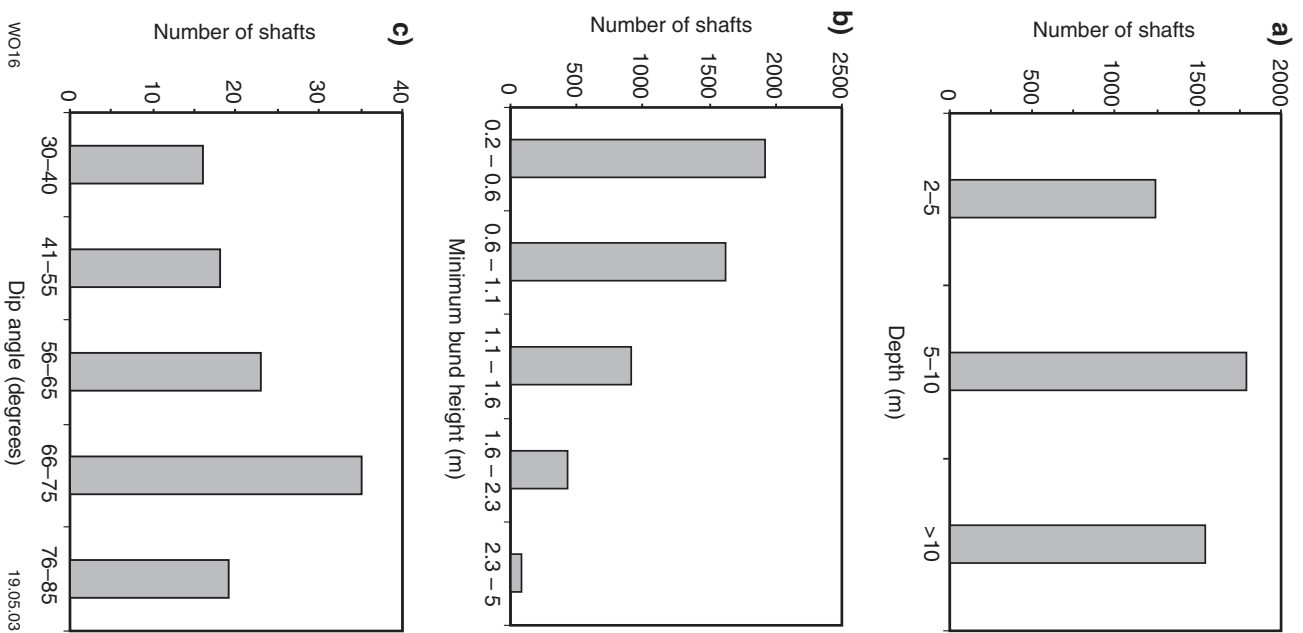 a)
Number of shafts
2000
1500
1000
500
0
2–5
5–10
>10
Depth (m)
b)
Number of shafts
2500
2000
1500
1000
500
0
0.2 – 0.6
0.6 – 1.1
1.1 – 1.6
1.6 – 2.3
2.3 – 5
Minimum bund height (m)
c)
Number of shafts
40
30
20
10
0
30–40
41–55
56–65
66–75
76–85
Dip angle (degrees)
WO16
19.05.03